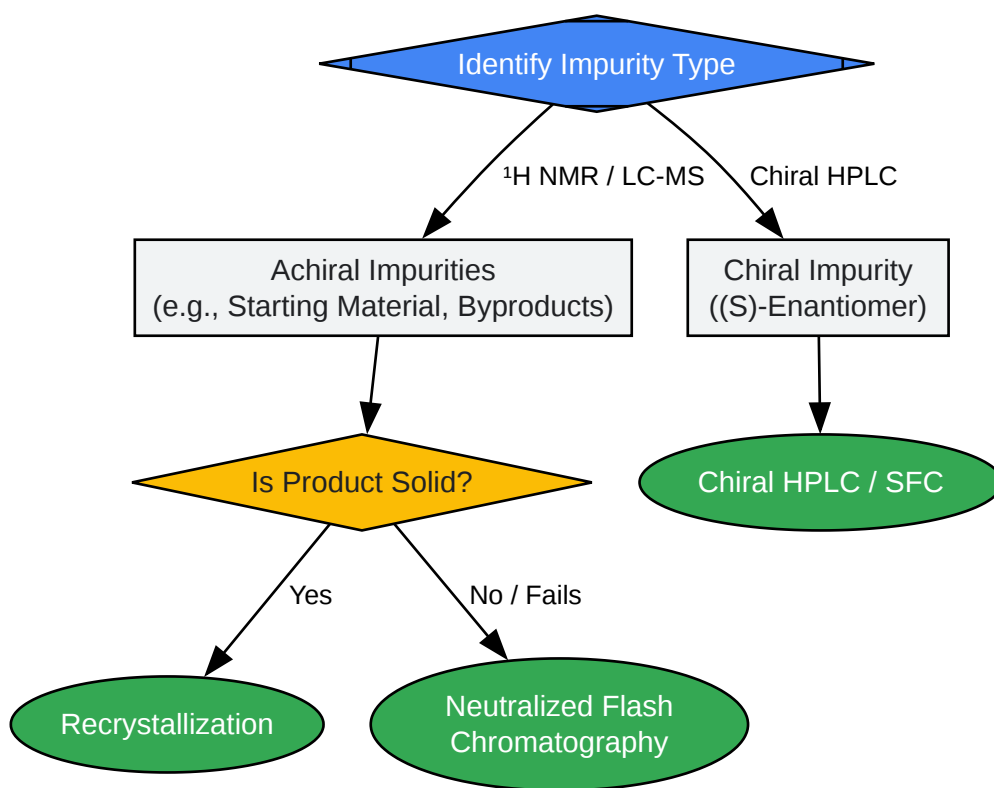 Identify Impurity Type
¹H NMR / LC-MS
Chiral HPLC
Achiral Impurities
(e.g., Starting Material, Byproducts)
Chiral Impurity
((S)-Enantiomer)
Is Product Solid?
Chiral HPLC / SFC
Yes
No / Fails
Recrystallization
Neutralized Flash
Chromatography